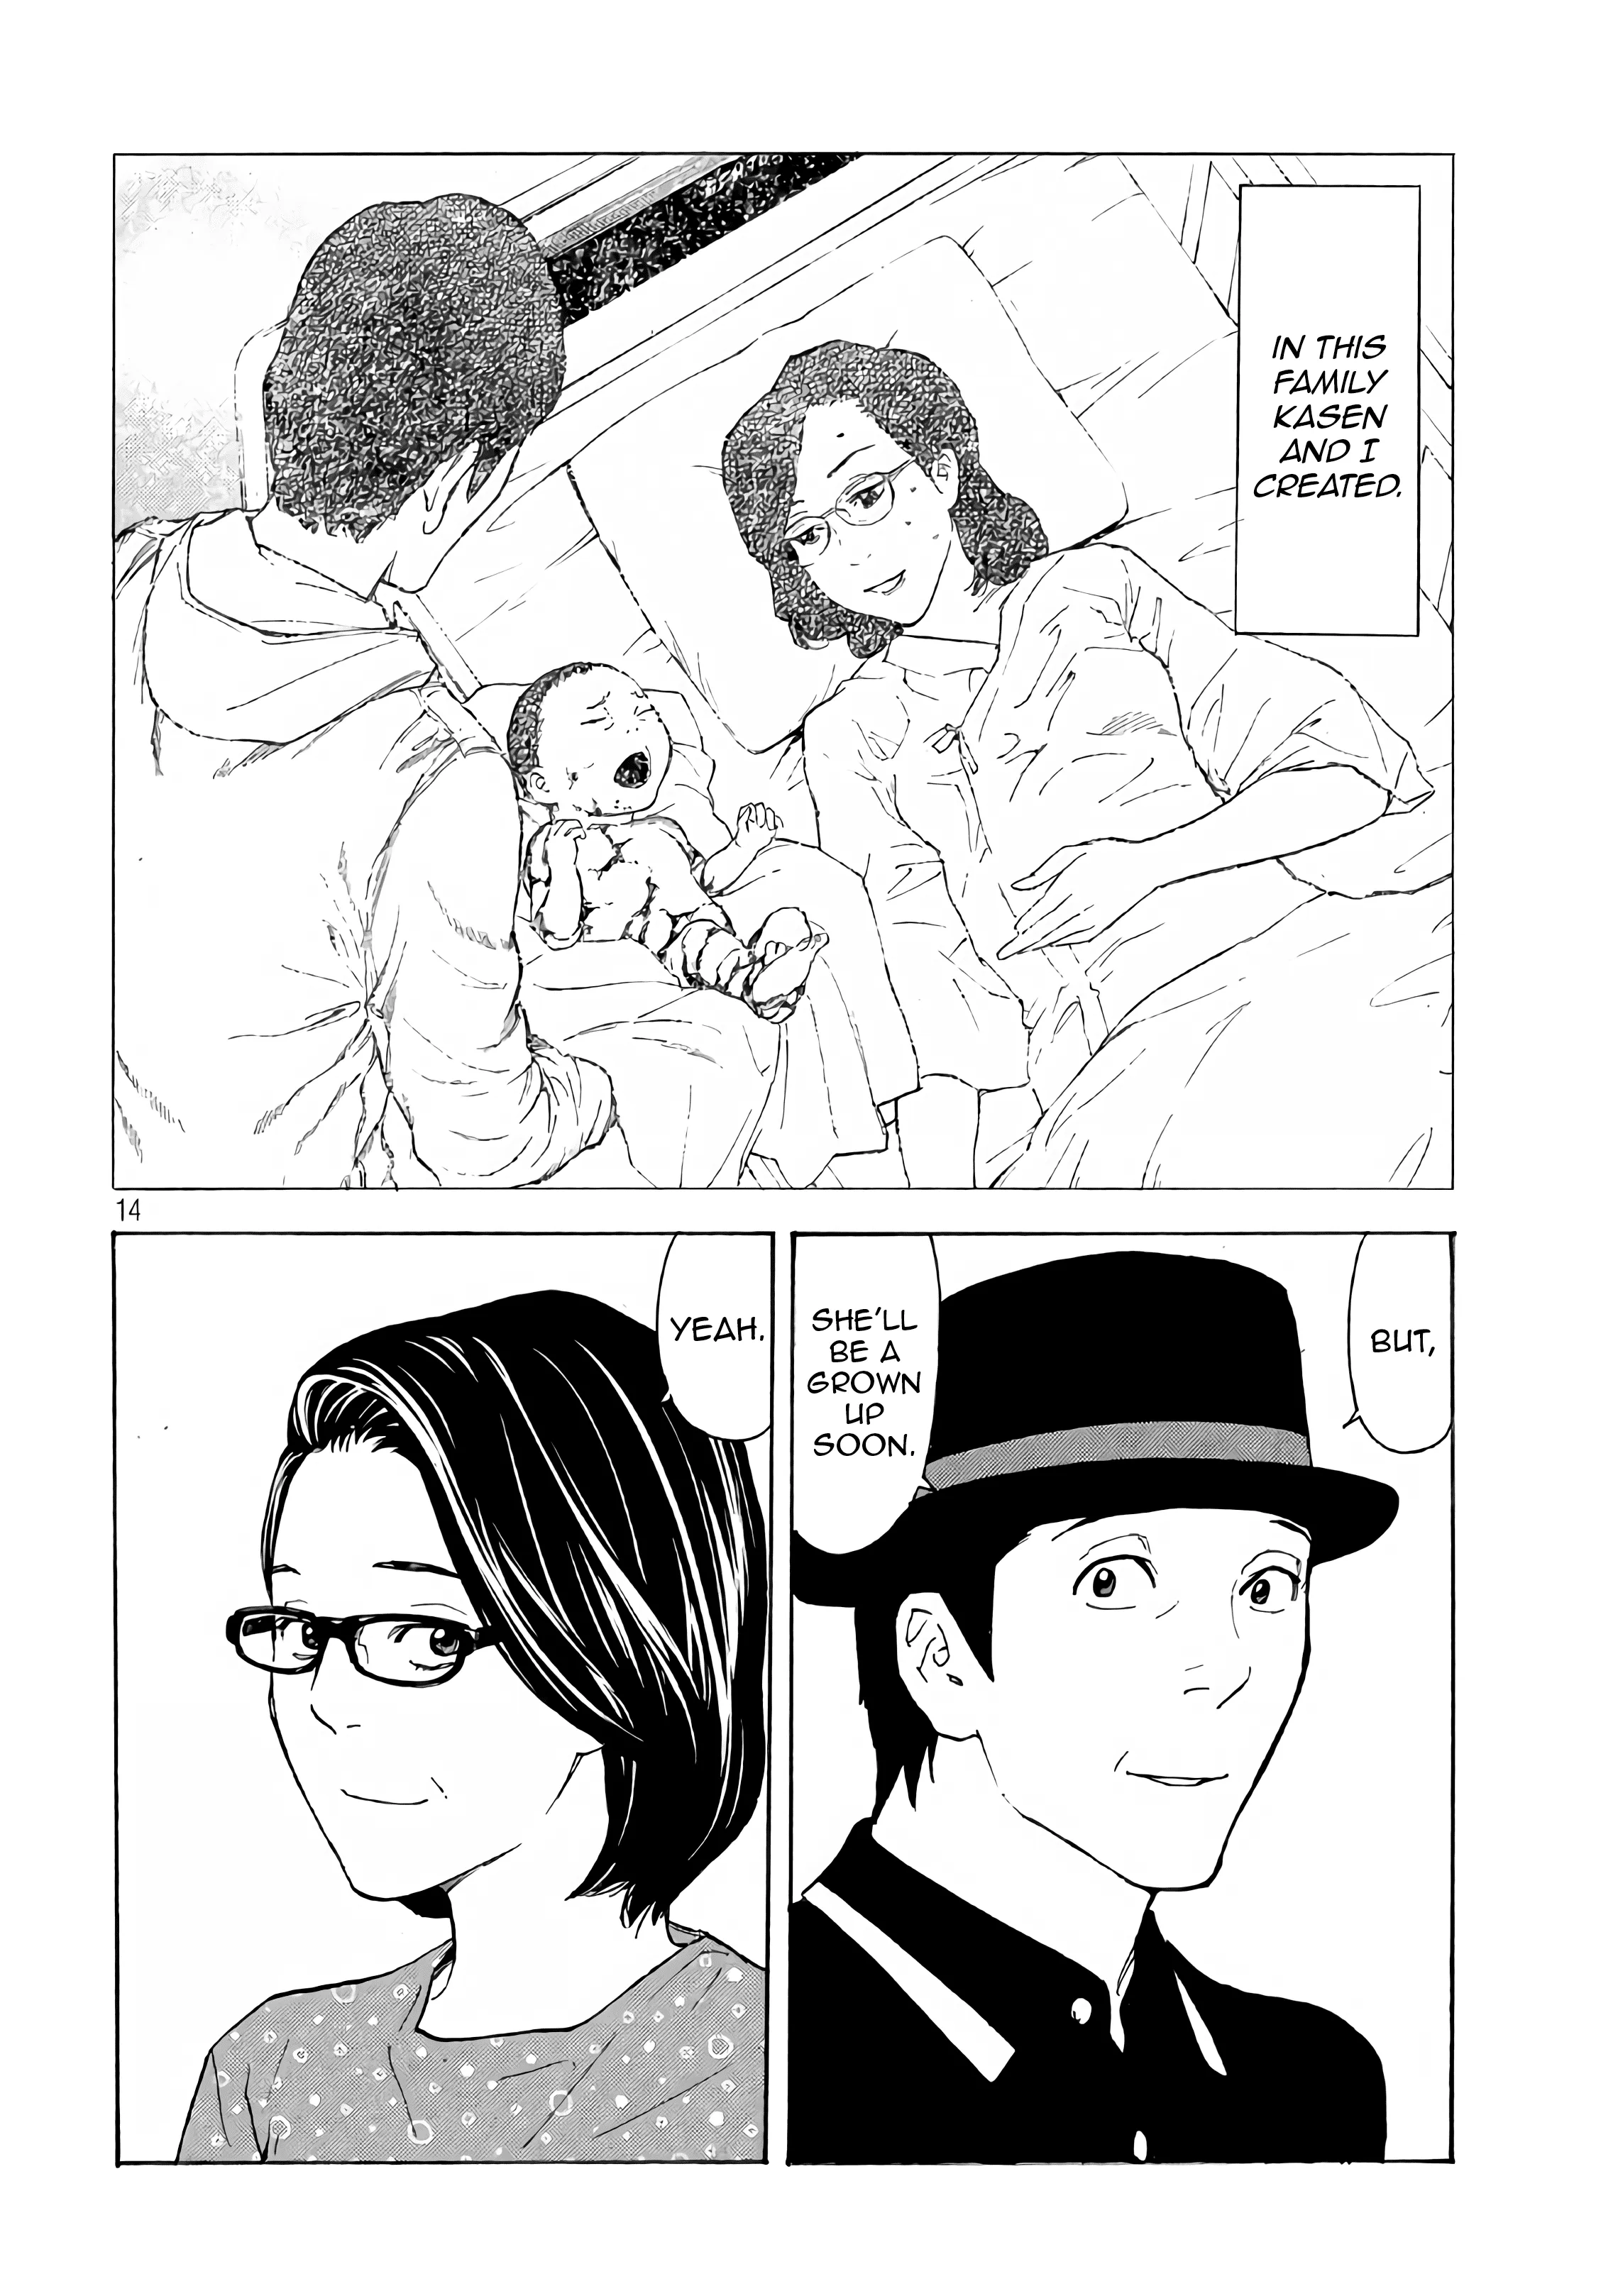 IN THIS
FAMILY
KASEN
AND I
CREATED.
14
BUT,
SHE'LL
BE A
GROWN
UP
SOON.
YEAH.